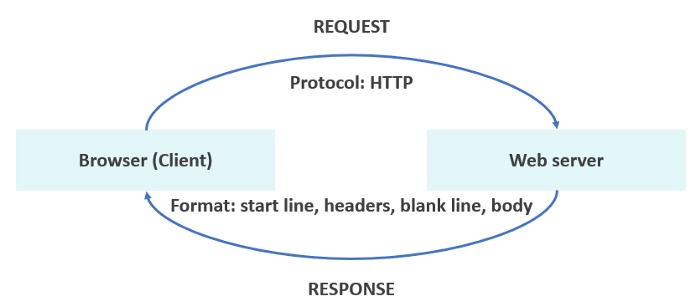 REQUEST
Protocol: HTTP
Browser (Client)
Web server
Format: start line, headers, blank line, body
RESPONSE